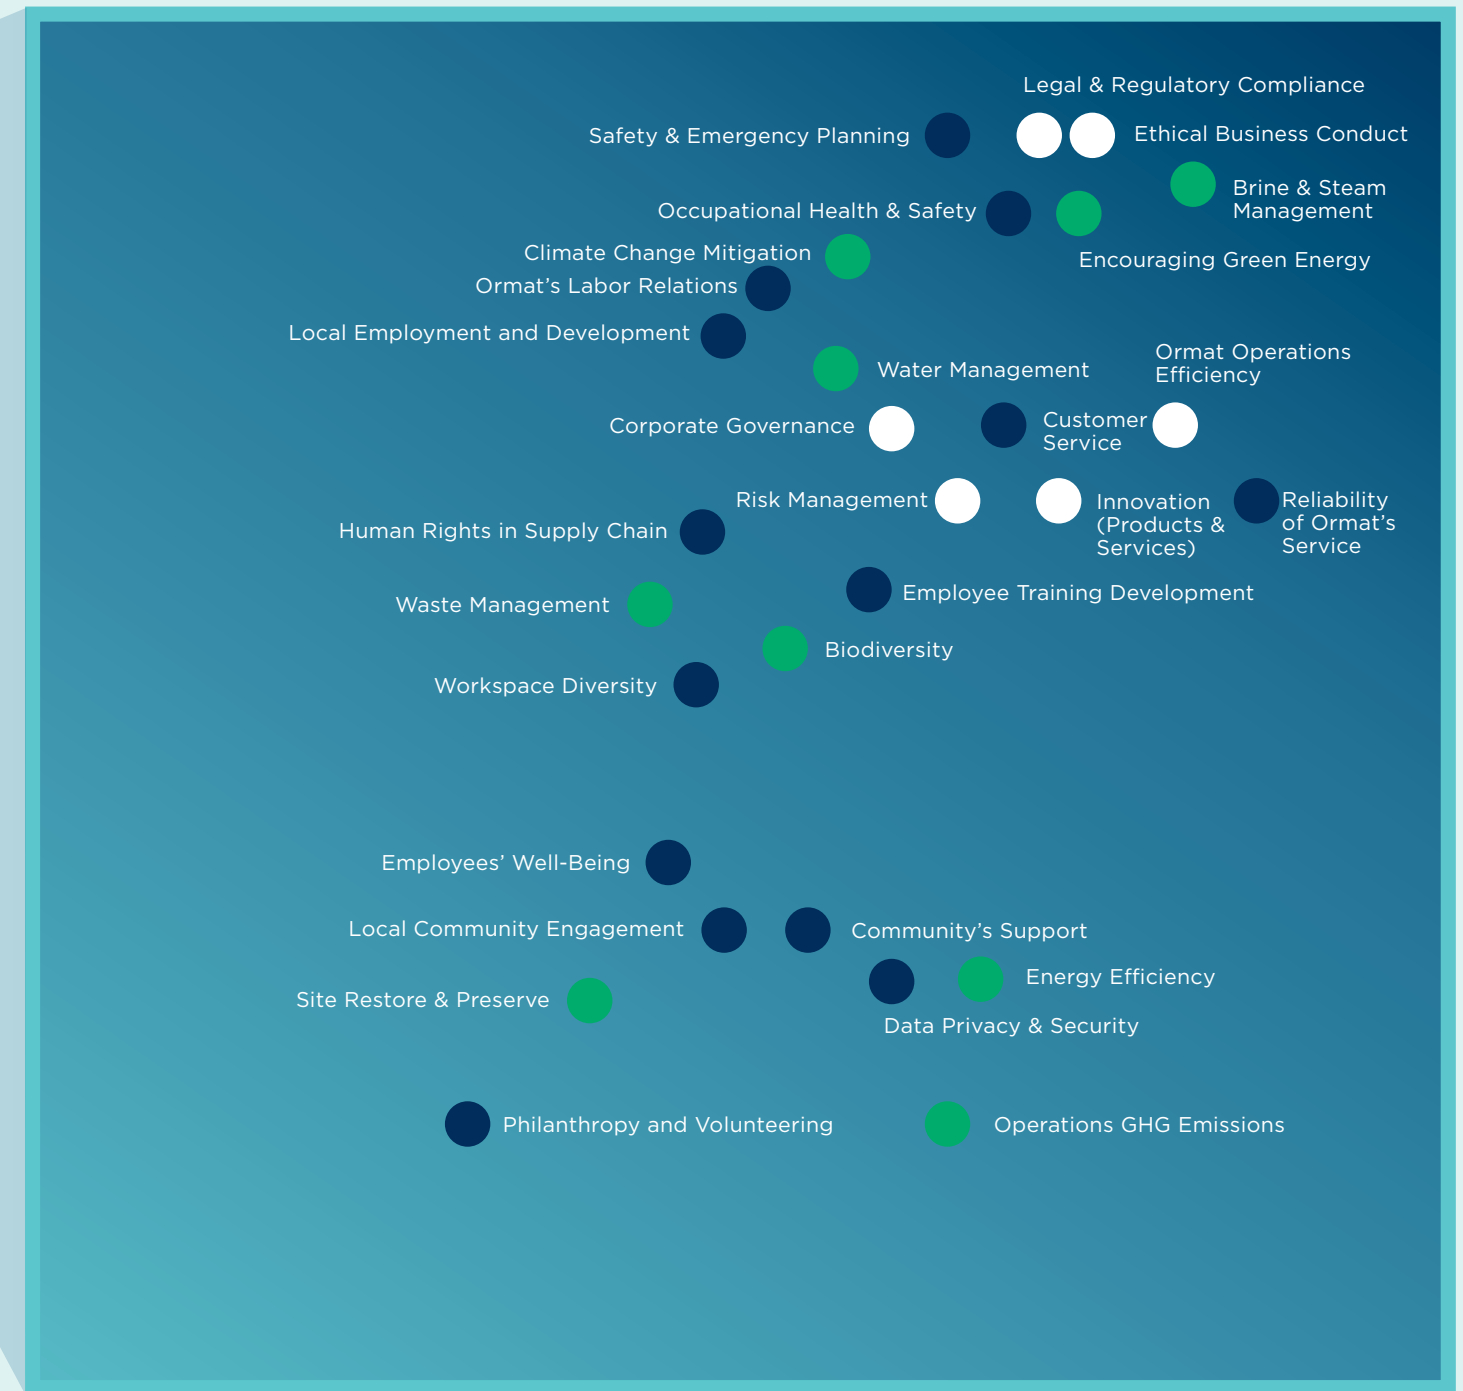 Legal & Regulatory Compliance
Safety & Emergency Planning
Ethical Business Conduct
Brine & Steam
Management
Occupational Health & Safety
Encouraging Green Energy
Climate Change Mitigation
Ormat’s Labor Relations
Local Employment and Development
Water Management
Ormat Operations
Efficiency
Corporate Governance
Customer
Service
Risk Management
Innovation
(Products &
Services)
Reliability
of Ormat’s
Service
Human Rights in Supply Chain
Employee Training Development
Waste Management
Biodiversity
Workspace Diversity
Employees’ Well-Being
Local Community Engagement
Community’s Support
Energy Efficiency
Site Restore & Preserve
Data Privacy & Security
Philanthropy and Volunteering
Operations GHG Emissions